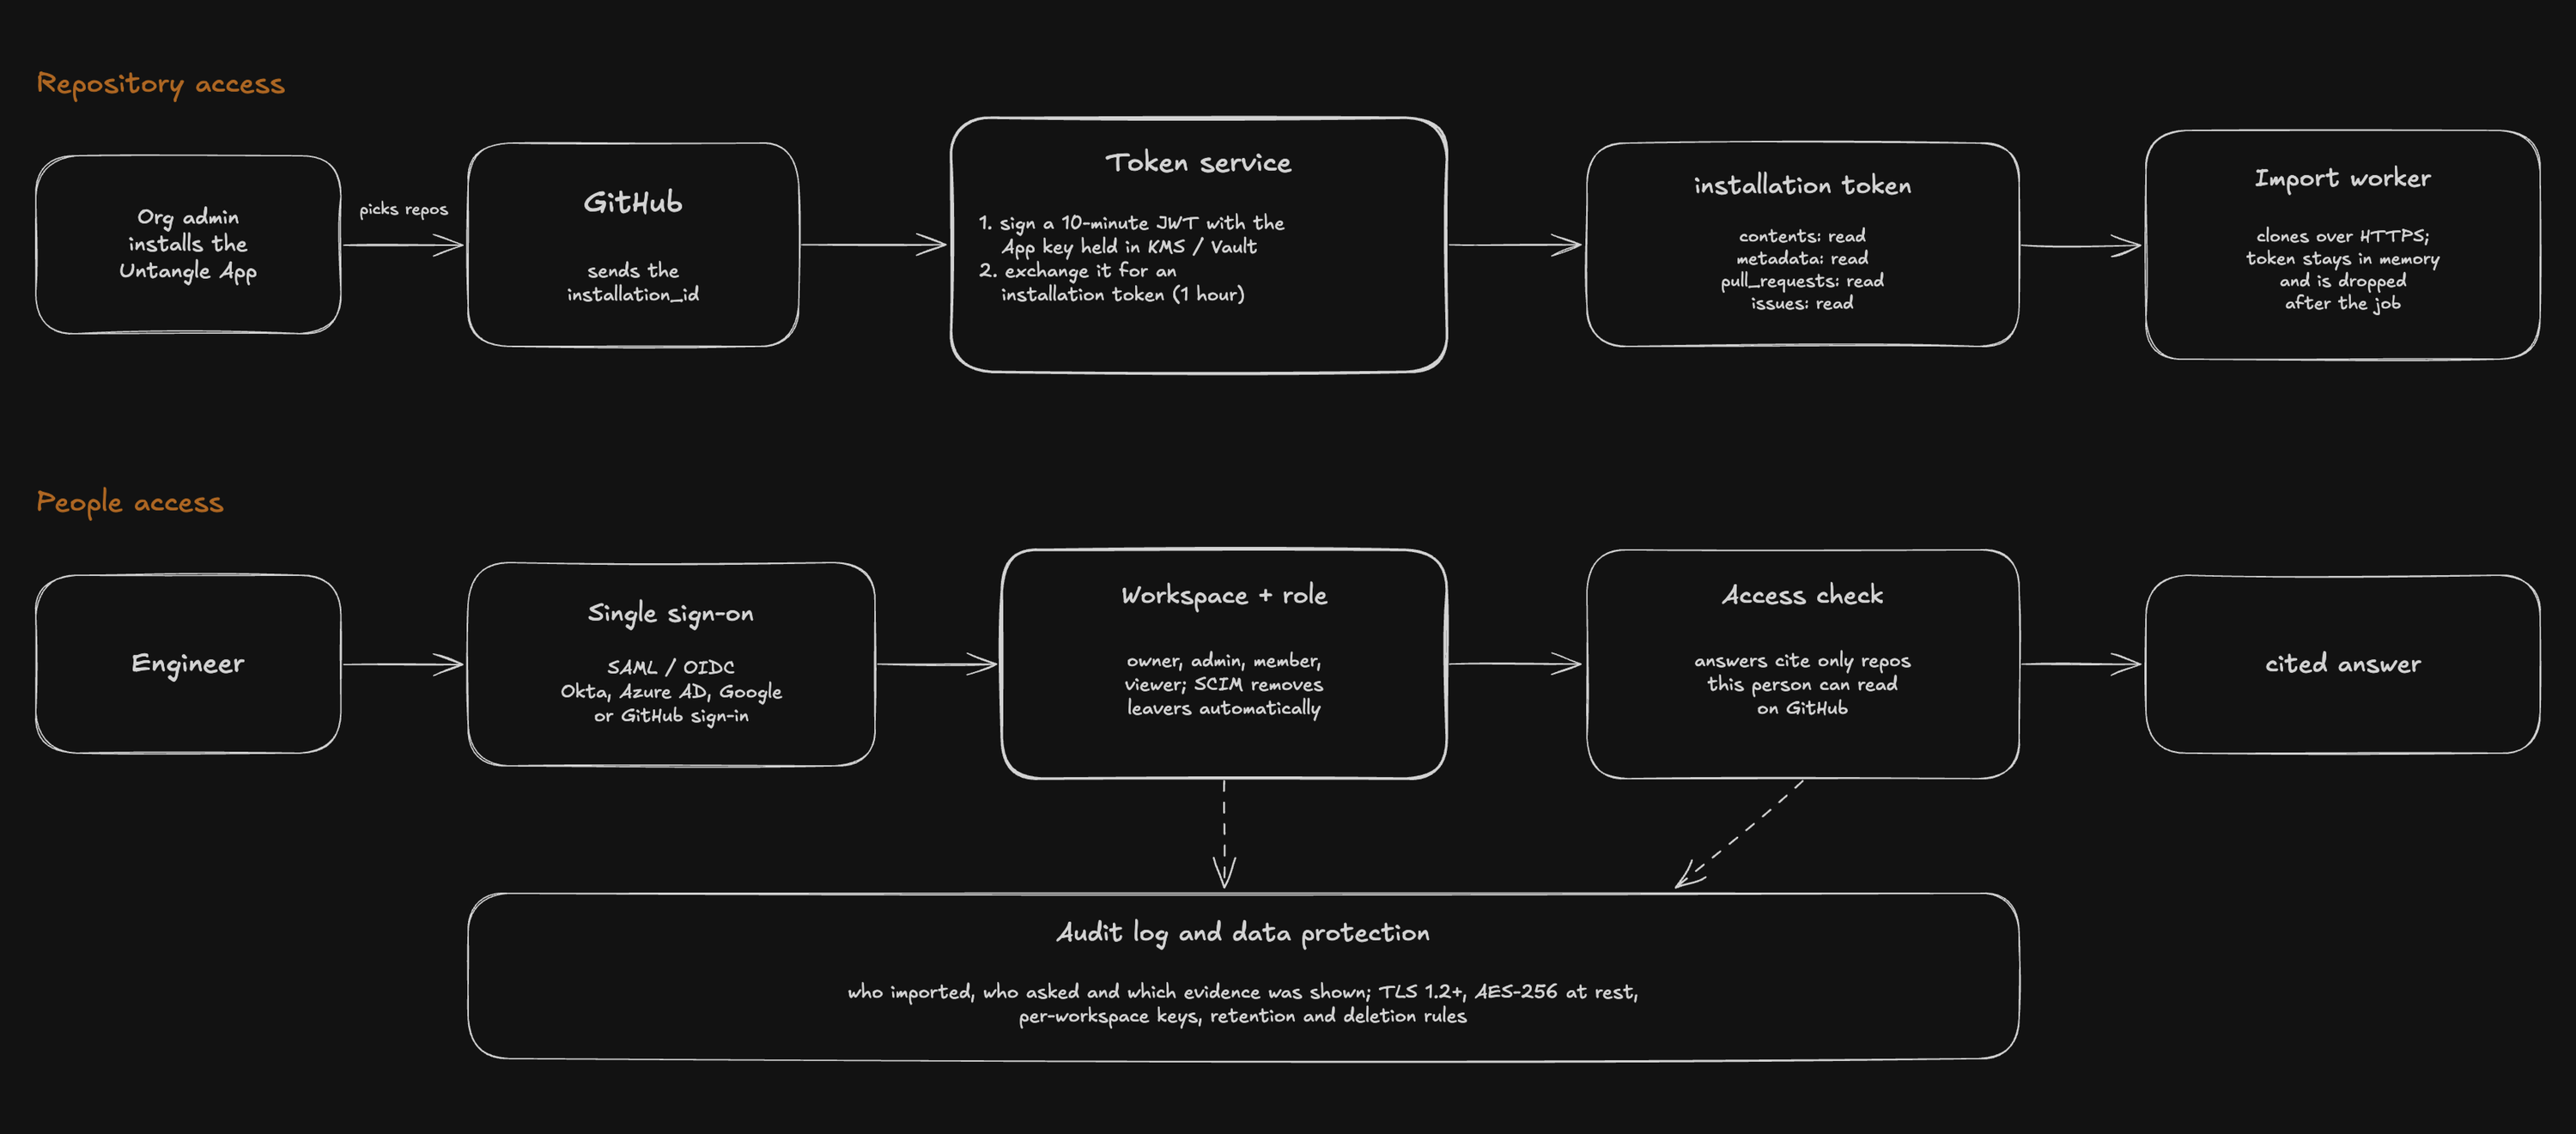 Repository access
Org admin
installs the
Untangle App
picks repos
GitHub
sends the
installation_id
Token service
1. sign a 10-minute JWT with the
App key held in KMS / Vault
2. exchange it for an
installation token (1 hour)
installation token
contents: read
metadata: read
pull_requests: read
issues: read
Import worker
clones over HTTPS;
token stays in memory
and is dropped
after the job
People access
Engineer
Single sign-on
SAML / OIDC
Okta, Azure AD, Google
or GitHub sign-in
Workspace + role
owner, admin, member,
viewer; SCIM removes
leavers automatically
Access check
answers cite only repos
this person can read
on GitHub
cited answer
Audit log and data protection
who imported, who asked and which evidence was shown; TLS 1.2+, AES-256 at rest,
per-workspace keys, retention and deletion rules